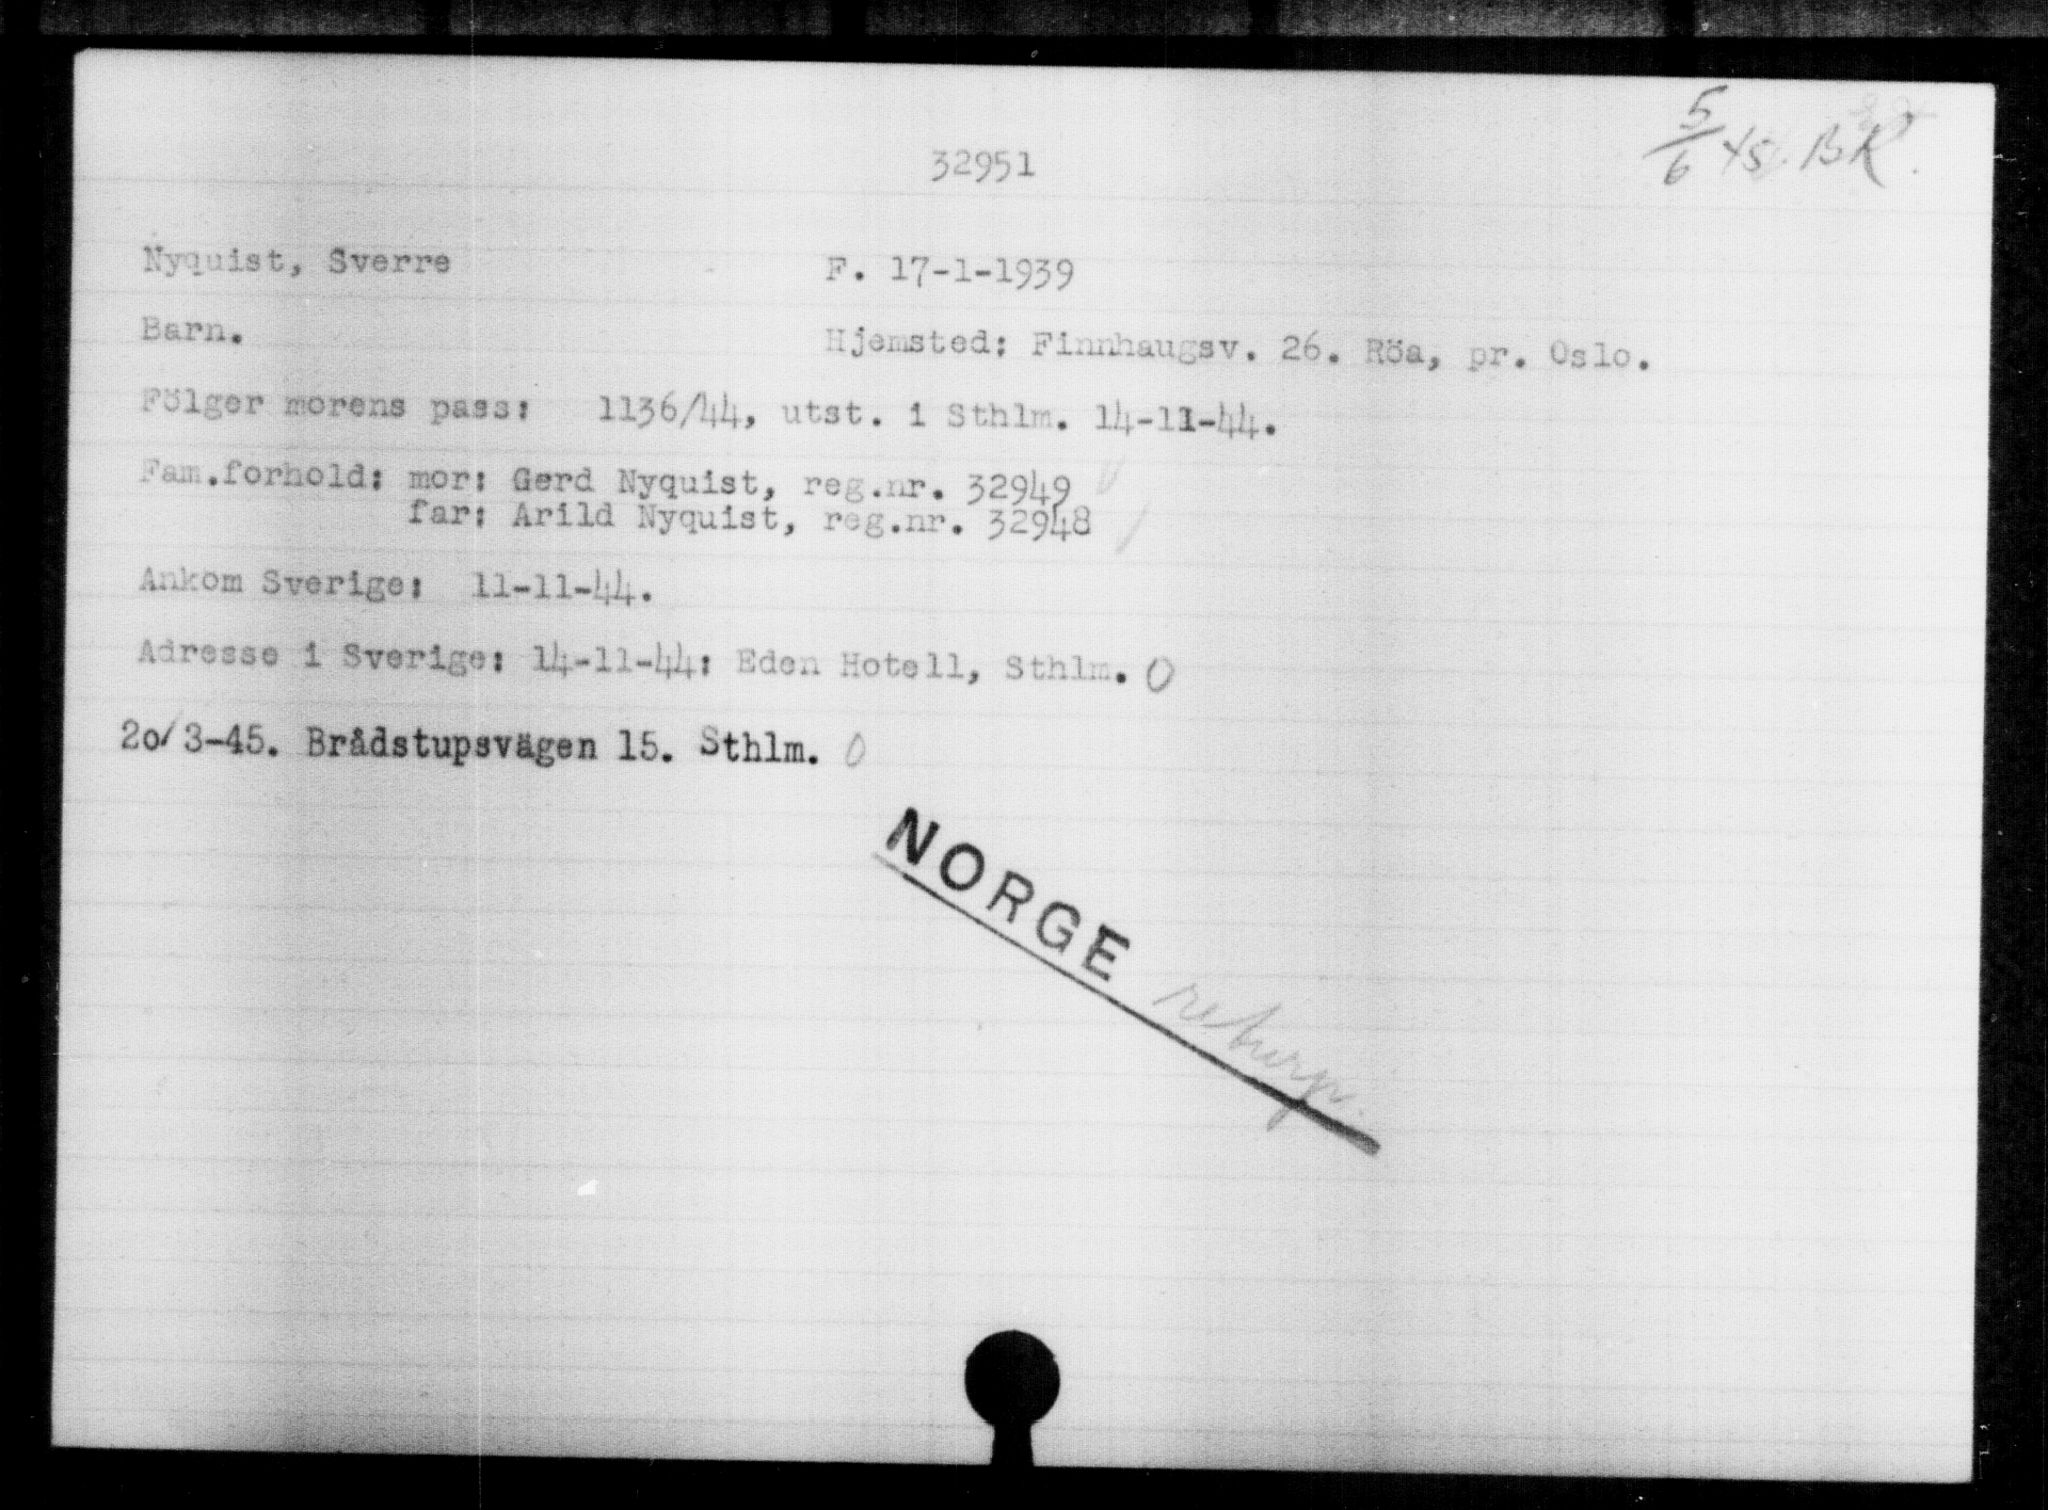 5/6 45. BK.
32951
Nyquist, Sverre F. 17-1-1939
Barn. Hjemsted: Finnhaugsv. 26. Röa, pr. Oslo.
Fölger morens pass: 1136/44, utst. i Sthlm. 14-11-44.
Fam.forhold: mor: Gerd Nyquist, reg.nr. 32949
far: Arild Nyquist, reg.nr. 32948
Ankom Sverige: 11-11-44.
Adresse i Sverige: 14-11-44: Eden Hotell, Sthlm. O
20/3-45. Brådstupsvägen 15. Sthlm. O
NORGE returp.